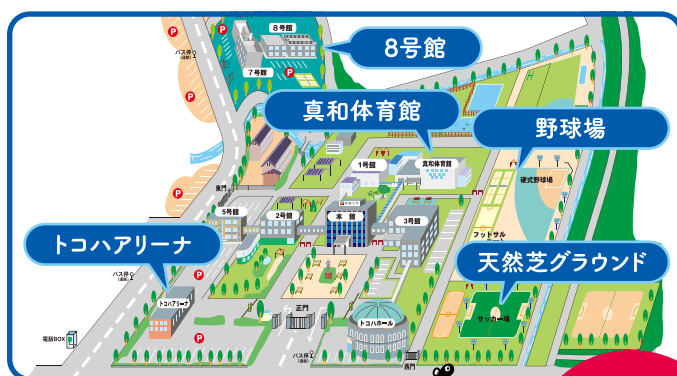 8号館
P
P
バス停
(道路)
8号館
7号館
P
P
真和体育館
野球場
1号館
真和体育館
硬式野球場
P
東門
5号館
2号館
本 館
3号館
フットサル
トコハアリーナ
天然芝グラウンド
バス停
P
トコハアリーナ
正門
トコハホール
サッカー場
電話BOX
P
バス停
西門